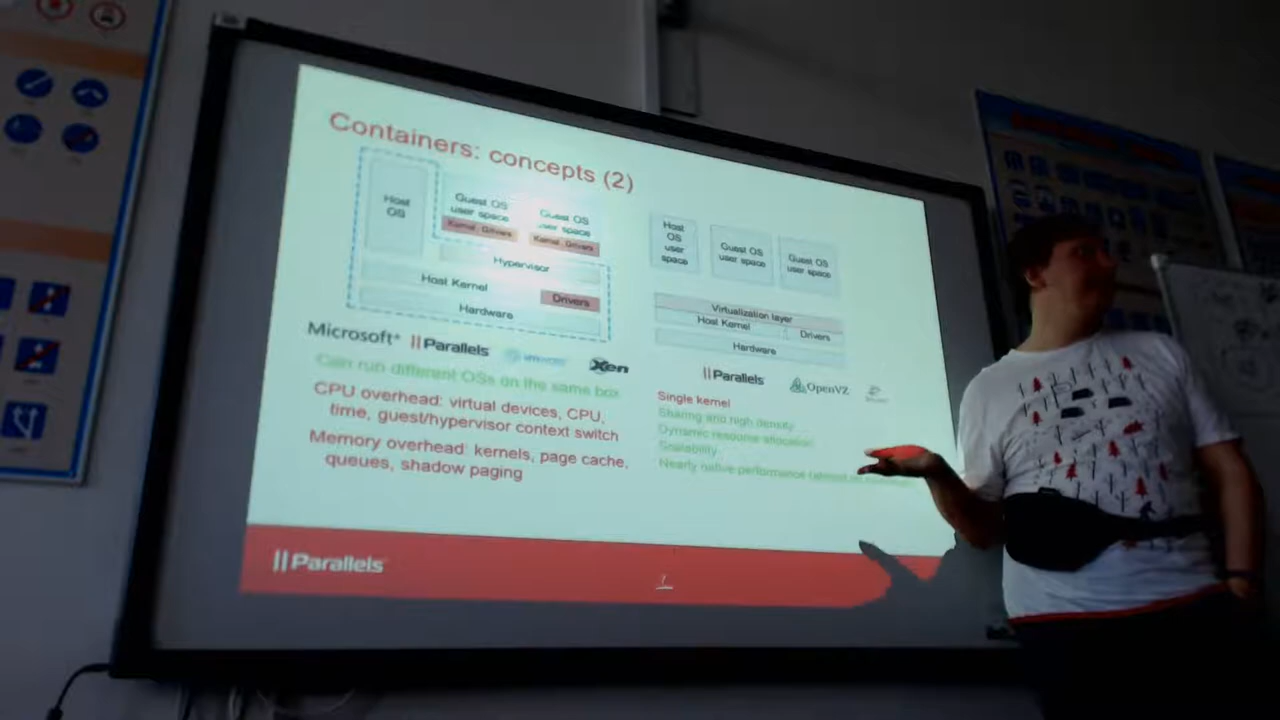 Containers: concepts (2)
Host
OS
Guest OS
user space
Kernel Drivers
Guest OS
user space
Kernel Drivers
Hypervisor
Host Kernel
Drivers
Hardware
Microsoft
Parallels
vmware
Xen
Can run different OSs on the same box
CPU overhead: virtual devices, CPU,
time, guest/hypervisor context switch
Memory overhead: kernels, page cache,
queues, shadow paging
Host
OS
user
space
Guest OS
user space
Guest OS
user space
Virtualization layer
Host Kernel
Drivers
Hardware
Parallels
OpenVZ
Single kernel
Sharing and high density
Dynamic resource allocation
Scalability
Nearly native performance
Parallels